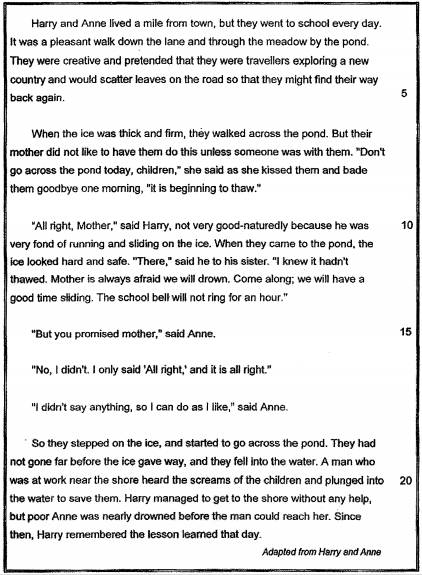 Harry and Anne lived a mile from town, but they went to school every day.
It was a pleasant walk down the lane and through the meadow by the pond.
They were creative and pretended that they were travellers exploring a new
country and would scatter leaves on the road so that they might find their way
back again. 5
When the ice was thick and firm, they walked across the pond. But their
mother did not like to have them do this unless someone was with them. "Don't
go across the pond today, children," she said as she kissed them and bade
them goodbye one morning, "it is beginning to thaw."
"All right, Mother," said Harry, not very good-naturedly because he was 10
very fond of running and sliding on the ice. When they came to the pond, the
ice looked hard and safe. "There," said he to his sister. "I knew it hadn't
thawed. Mother is always afraid we will drown. Come along; we will have a
good time sliding. The school bell will not ring for an hour."
"But you promised mother," said Anne. 15
"No, I didn't. I only said 'All right,' and it is all right."
"I didn't say anything, so I can do as I like," said Anne.
So they stepped on the ice, and started to go across the pond. They had
not gone far before the ice gave way, and they fell into the water. A man who
was at work near the shore heard the screams of the children and plunged into 20
the water to save them. Harry managed to get to the shore without any help,
but poor Anne was nearly drowned before the man could reach her. Since
then, Harry remembered the lesson learned that day.
Adapted from Harry and Anne